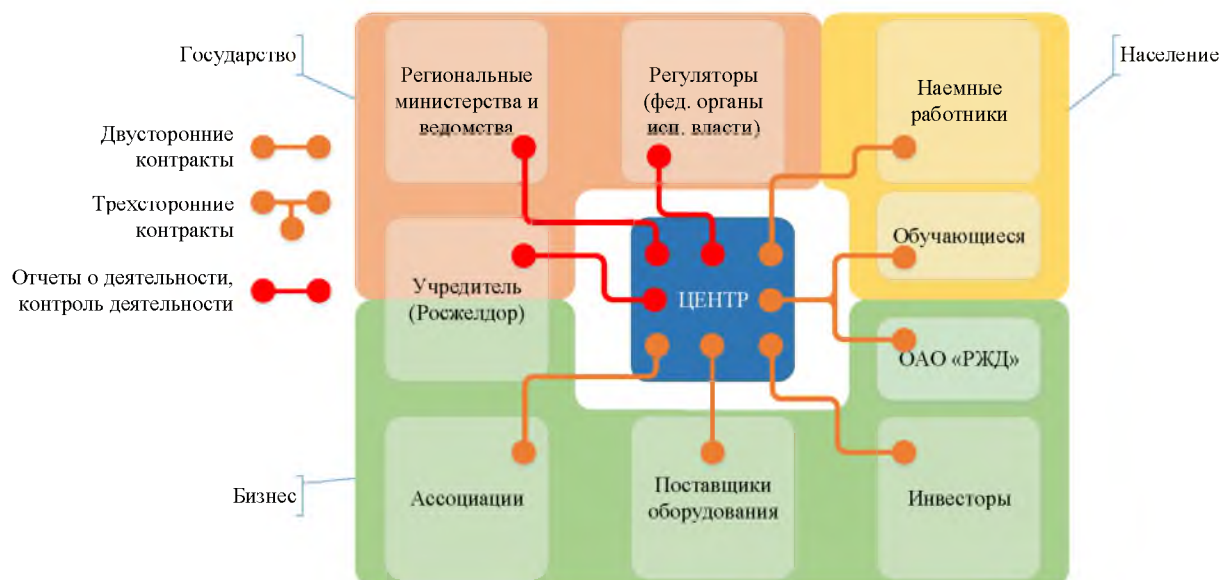 Государство
Региональные
министерства и
ведомства
Регуляторы
(фед. органы
исп. власти)
Наемные
работники
Население
Двусторонние
контракты
Трехсторонние
контракты
Отчеты о деятельности,
контроль деятельности
Обучающиеся
Учредитель
(Росжелдор)
ЦЕНТР
ОАО «РЖД»
Бизнес
Ассоциации
Поставщики
оборудования
Инвесторы